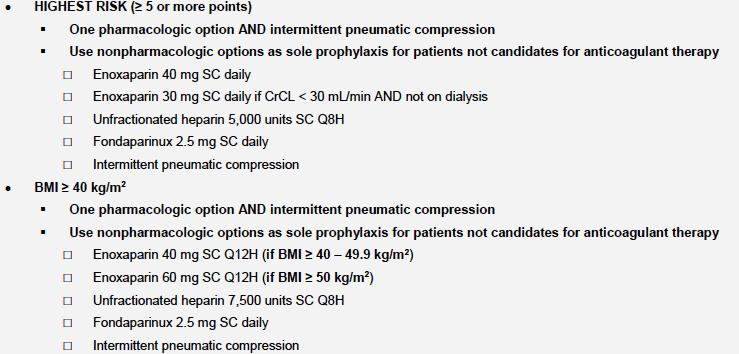 • HIGHEST RISK (≥ 5 or more points)
▪ One pharmacologic option AND intermittent pneumatic compression
▪ Use nonpharmacologic options as sole prophylaxis for patients not candidates for anticoagulant therapy
□ Enoxaparin 40 mg SC daily
□ Enoxaparin 30 mg SC daily if CrCL < 30 mL/min AND not on dialysis
□ Unfractionated heparin 5,000 units SC Q8H
□ Fondaparinux 2.5 mg SC daily
□ Intermittent pneumatic compression
• BMI ≥ 40 kg/m²
▪ One pharmacologic option AND intermittent pneumatic compression
▪ Use nonpharmacologic options as sole prophylaxis for patients not candidates for anticoagulant therapy
□ Enoxaparin 40 mg SC Q12H (if BMI ≥ 40 – 49.9 kg/m²)
□ Enoxaparin 60 mg SC Q12H (if BMI ≥ 50 kg/m²)
□ Unfractionated heparin 7,500 units SC Q8H
□ Fondaparinux 2.5 mg SC daily
□ Intermittent pneumatic compression